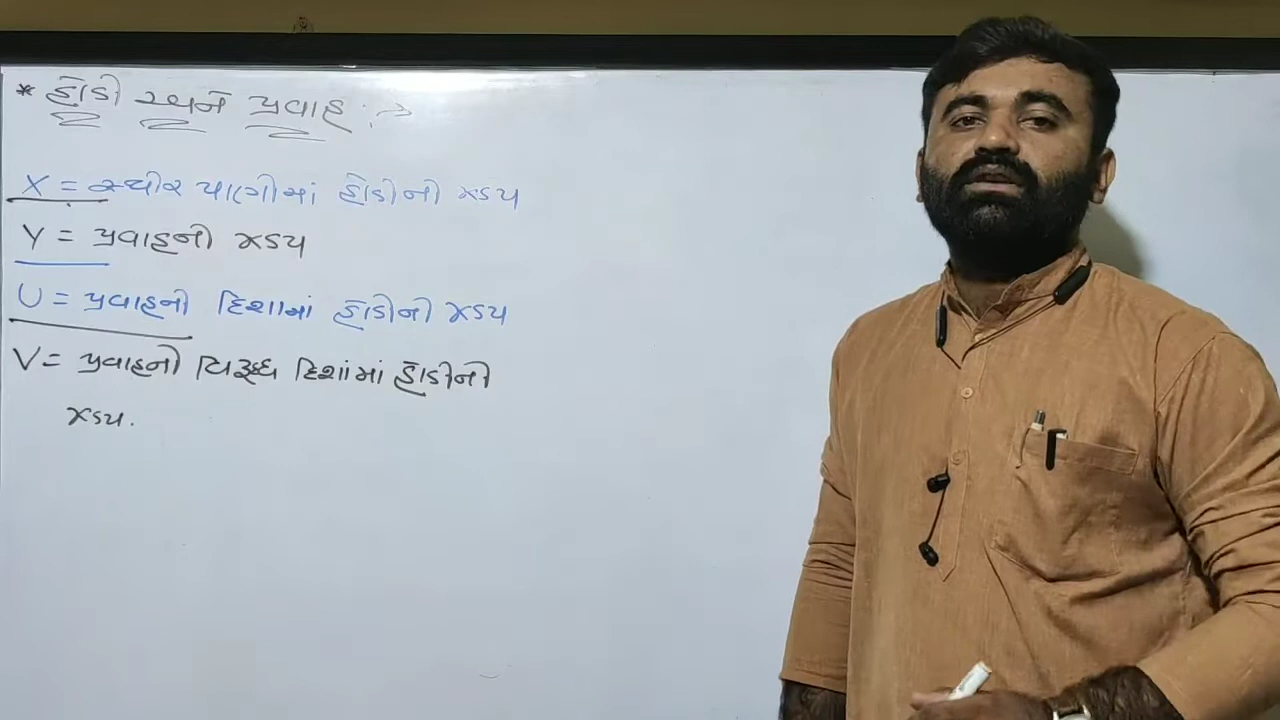 * હોડી અને પ્રવાહ :->
X = સ્થીર પાણીમાં હોડીની ઝડપ
Y = પ્રવાહની ઝડપ
U = પ્રવાહની દિશામાં હોડીની ઝડપ
V = પ્રવાહની વિરૂદ્ધ દિશાંમાં હોડીની
ઝડપ.